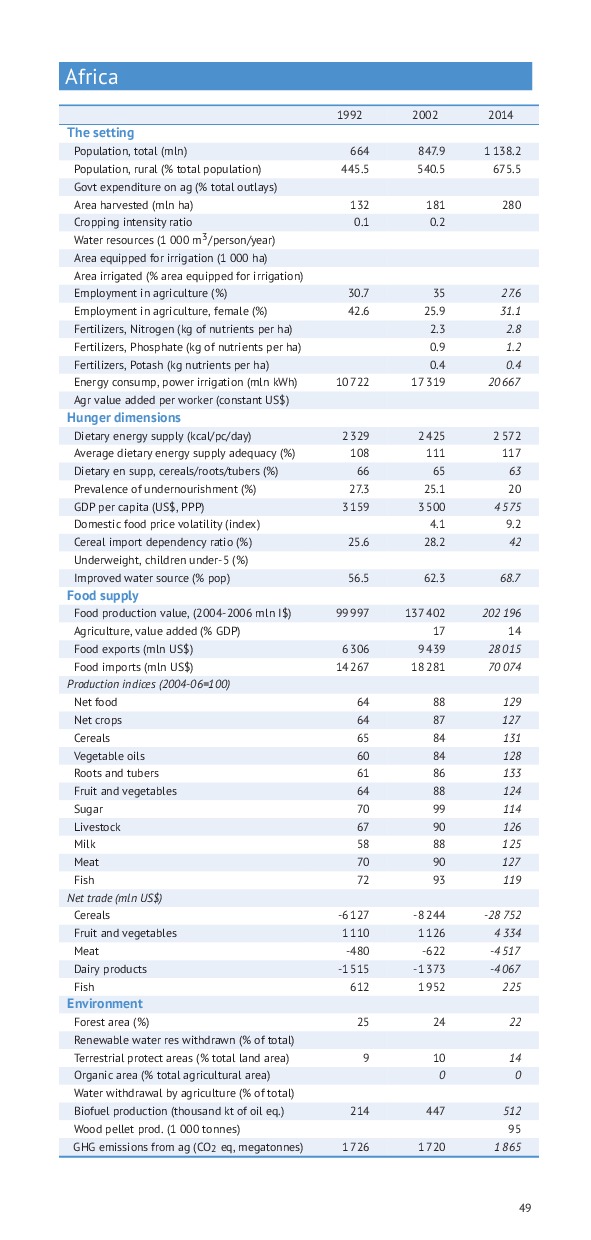 Africa
1992 2002 2014
The setting
Population, total (mln) 664 847.9 1 138.2
Population, rural (% total population) 445.5 540.5 675.5
Govt expenditure on ag (% total outlays)
Area harvested (mln ha) 132 181 280
Cropping intensity ratio 0.1 0.2
Water resources (1 000 m³/person/year)
Area equipped for irrigation (1 000 ha)
Area irrigated (% area equipped for irrigation)
Employment in agriculture (%) 30.7 35 27.6
Employment in agriculture, female (%) 42.6 25.9 31.1
Fertilizers, Nitrogen (kg of nutrients per ha) 2.3 2.8
Fertilizers, Phosphate (kg of nutrients per ha) 0.9 1.2
Fertilizers, Potash (kg nutrients per ha) 0.4 0.4
Energy consump, power irrigation (mln kWh) 10 722 17 319 20 667
Agr value added per worker (constant US$)
Hunger dimensions
Dietary energy supply (kcal/pc/day) 2 329 2 425 2 572
Average dietary energy supply adequacy (%) 108 111 117
Dietary en supp, cereals/roots/tubers (%) 66 65 63
Prevalence of undernourishment (%) 27.3 25.1 20
GDP per capita (US$, PPP) 3 159 3 500 4 575
Domestic food price volatility (index) 4.1 9.2
Cereal import dependency ratio (%) 25.6 28.2 42
Underweight, children under-5 (%)
Improved water source (% pop) 56.5 62.3 68.7
Food supply
Food production value, (2004-2006 mln I$) 99 997 137 402 202 196
Agriculture, value added (% GDP) 17 14
Food exports (mln US$) 6 306 9 439 28 015
Food imports (mln US$) 14 267 18 281 70 074
Production indices (2004-06=100)
Net food 64 88 129
Net crops 64 87 127
Cereals 65 84 131
Vegetable oils 60 84 128
Roots and tubers 61 86 133
Fruit and vegetables 64 88 124
Sugar 70 99 114
Livestock 67 90 126
Milk 58 88 125
Meat 70 90 127
Fish 72 93 119
Net trade (mln US$)
Cereals -6 127 -8 244 -28 752
Fruit and vegetables 1 110 1 126 4 334
Meat -480 -622 -4 517
Dairy products -1 515 -1 373 -4 067
Fish 612 1 952 225
Environment
Forest area (%) 25 24 22
Renewable water res withdrawn (% of total)
Terrestrial protect areas (% total land area) 9 10 14
Organic area (% total agricultural area) 0 0
Water withdrawal by agriculture (% of total)
Biofuel production (thousand kt of oil eq.) 214 447 512
Wood pellet prod. (1 000 tonnes) 95
GHG emissions from ag (CO₂ eq, megatonnes) 1 726 1 720 1 865
49